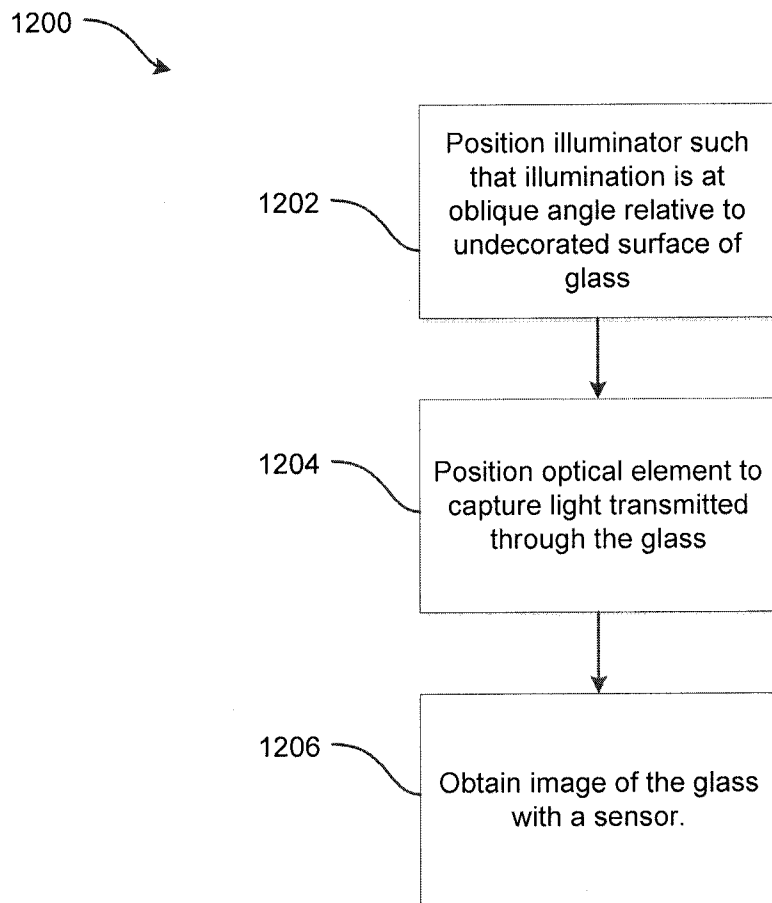 1200
1202
Position illuminator such
that illumination is at
oblique angle relative to
undecorated surface of
glass
1204
Position optical element to
capture light transmitted
through the glass
1206
Obtain image of the glass
with a sensor.